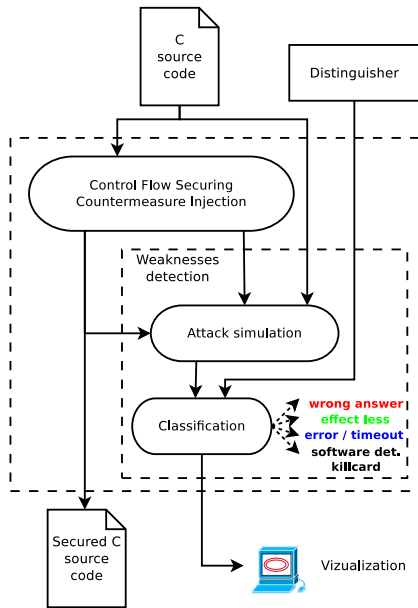 C
source
code
Distinguisher
Control Flow Securing
Countermeasure Injection
Weaknesses
detection
Attack simulation
Classification
wrong answer
effect less
error / timeout
software det.
killcard
Secured C
source
code
Vizualization